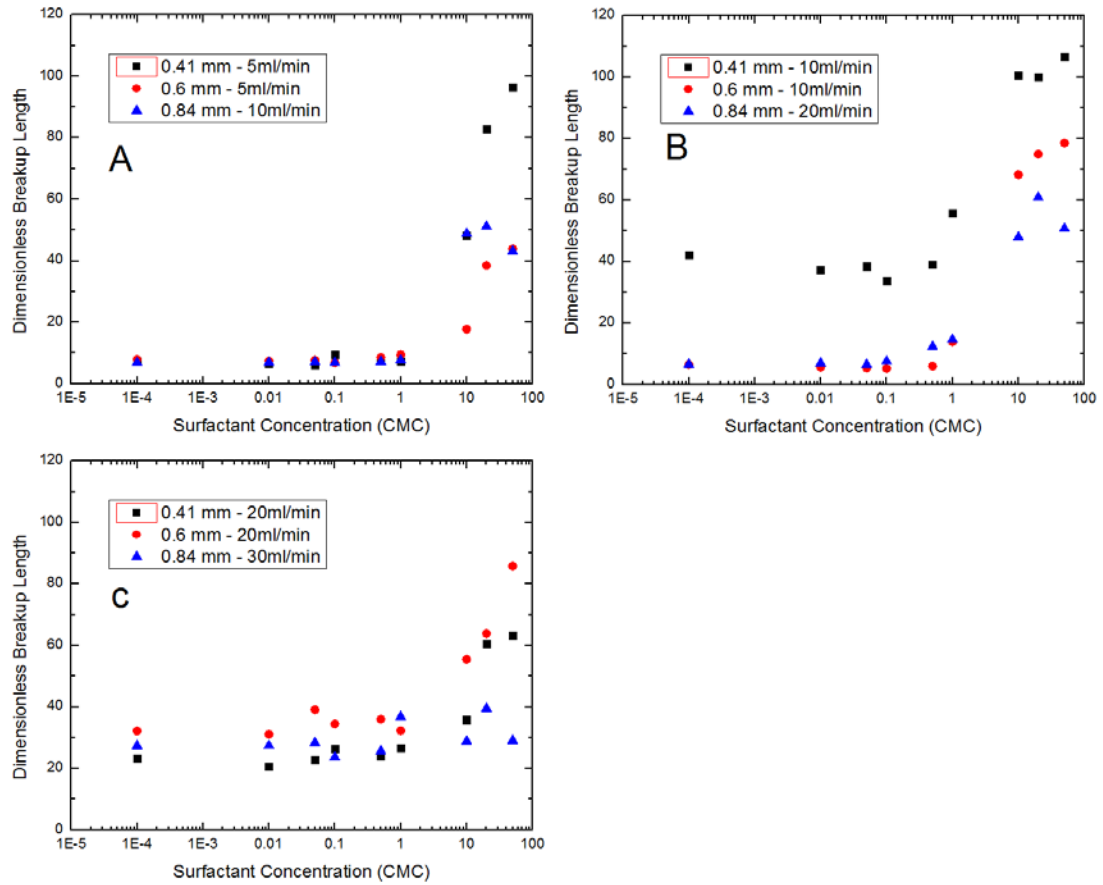 120
100
80
60
40
20
0
Dimensionless Breakup Length
0.41 mm - 5ml/min
0.6 mm - 5ml/min
0.84 mm - 10ml/min
A
1E-5 1E-4 1E-3 0.01 0.1 1 10 100
Surfactant Concentration (CMC)
120
100
80
60
40
20
0
Dimensionless Breakup Length
0.41 mm - 10ml/min
0.6 mm - 10ml/min
0.84 mm - 20ml/min
B
1E-5 1E-4 1E-3 0.01 0.1 1 10 100
Surfactant Concentration (CMC)
120
100
80
60
40
20
0
Dimensionless Breakup Length
0.41 mm - 20ml/min
0.6 mm - 20ml/min
0.84 mm - 30ml/min
c
1E-5 1E-4 1E-3 0.01 0.1 1 10 100
Surfactant Concentration (CMC)